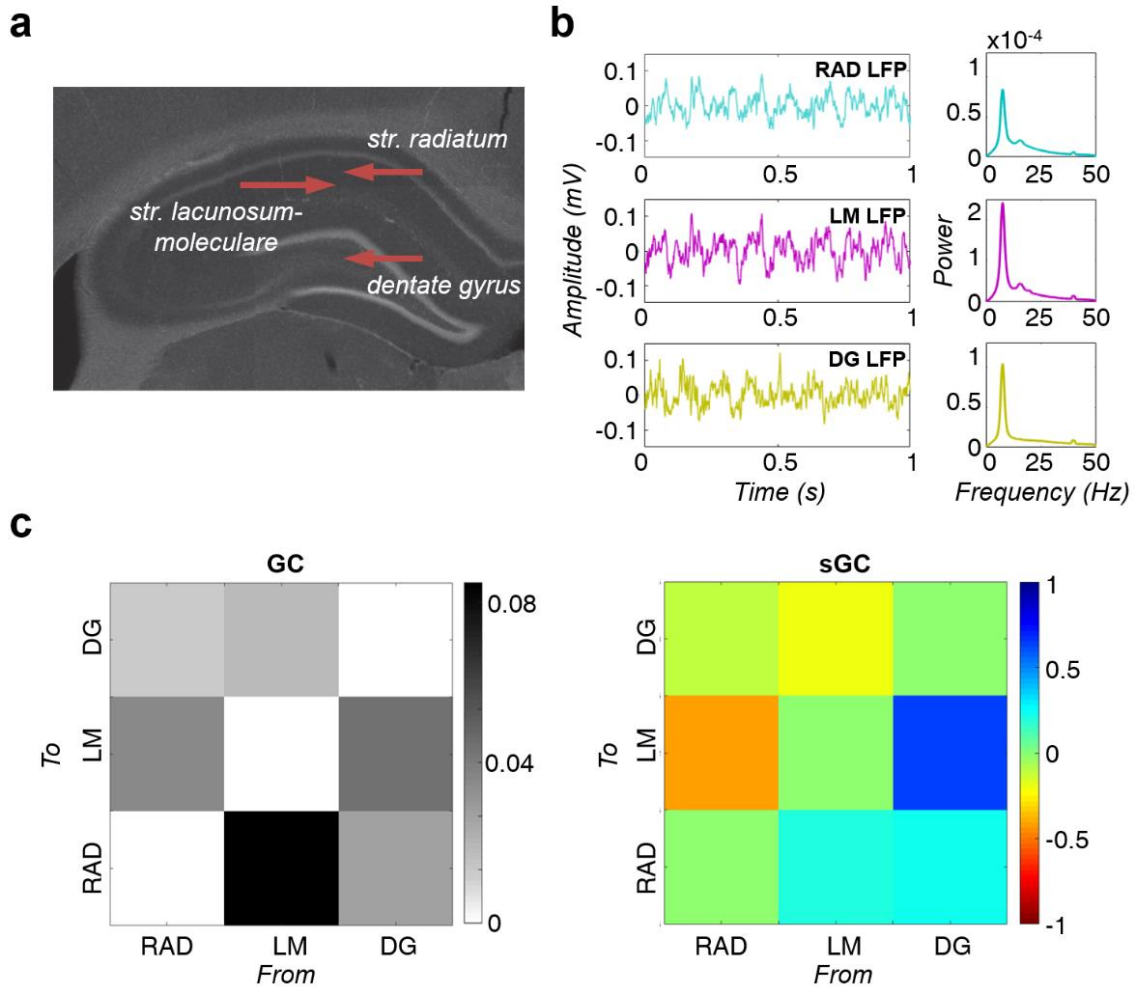 a
str. radiatum
str. lacunosum-
moleculare
dentate gyrus
b
x10-4
0.1
0
-0.1
RAD LFP
0 0.5 1
1
0.5
0
0 25 50
Amplitude (mV)
0.1
0
-0.1
LM LFP
0 0.5 1
Power
2
1
0
0 25 50
0.1
0
-0.1
DG LFP
0 0.5 1
Time (s)
1
0.5
0
0 25 50
Frequency (Hz)
c
GC
To
DG
LM
RAD
RAD LM DG
From
0.08
0.04
0
sGC
To
DG
LM
RAD
RAD LM DG
From
1
0.5
0
-0.5
-1